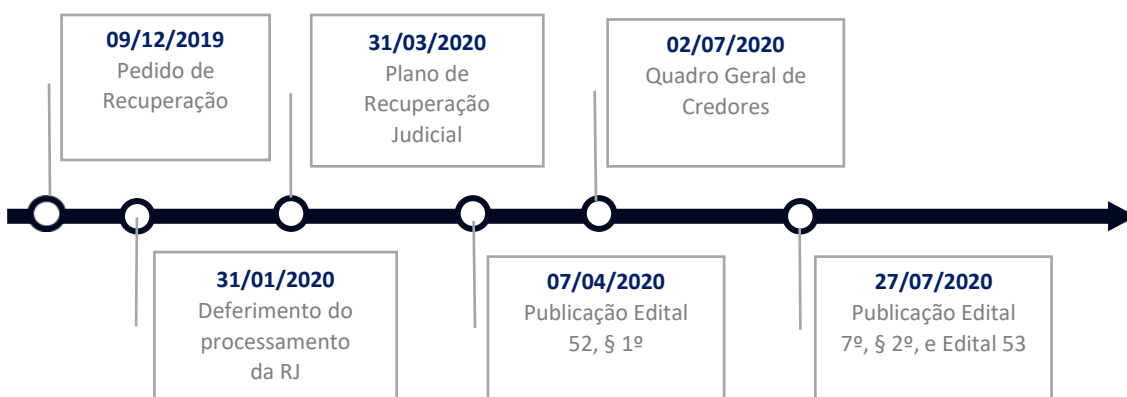 09/12/2019
Pedido de
Recuperação
31/03/2020
Plano de
Recuperação
Judicial
02/07/2020
Quadro Geral de
Credores
31/01/2020
Deferimento do
processamento
da RJ
07/04/2020
Publicação Edital
52, § 1º
27/07/2020
Publicação Edital
7º, § 2º, e Edital 53